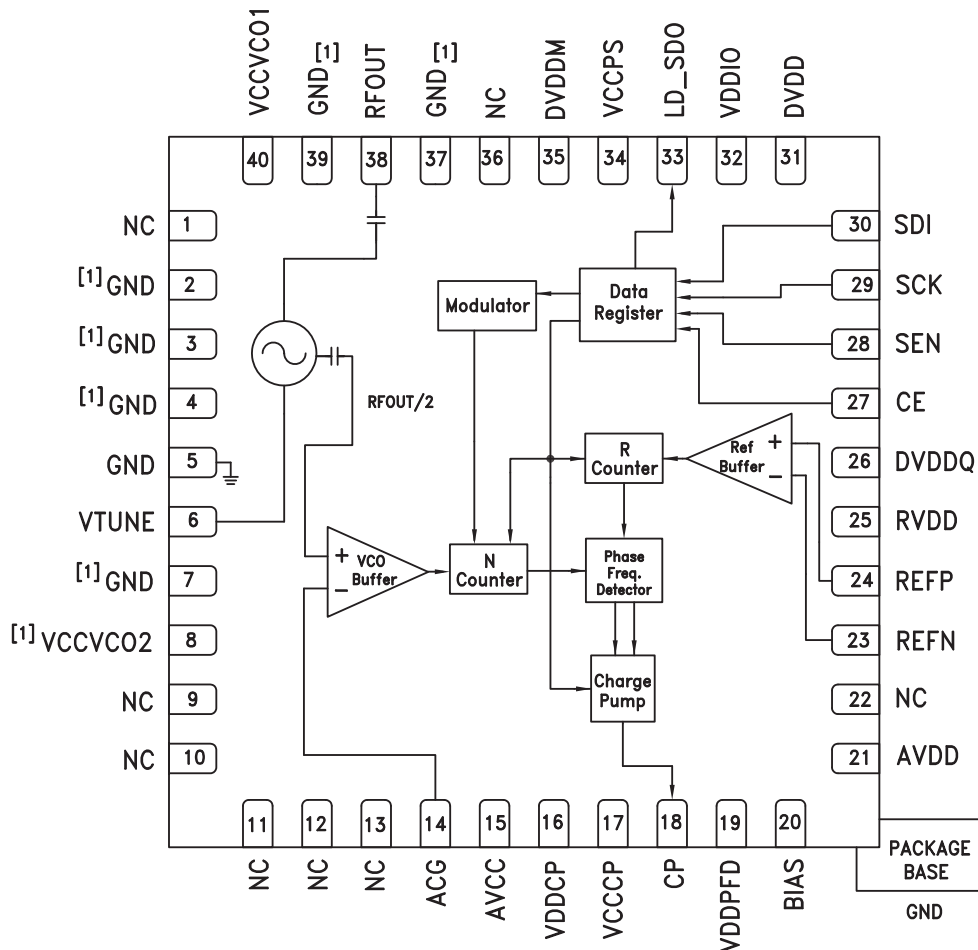 VCCVCO1
GND[1]
RFOUT
GND[1]
NC
DVDDM
VCCPS
LD_SDO
VDDIO
DVDD
40
39
38
37
36
35
34
33
32
31
NC 1
[1]GND 2
[1]GND 3
[1]GND 4
GND 5
VTUNE 6
[1]GND 7
[1]VCCVCO2 8
NC 9
NC 10
30 SDI
29 SCK
28 SEN
27 CE
26 DVDDQ
25 RVDD
24 REFP
23 REFN
22 NC
21 AVDD
Modulator
Data
Register
RFOUT/2
R
Counter
+
Ref
Buffer
−
+
VCO
Buffer
−
N
Counter
Phase
Freq.
Detector
Charge
Pump
11
12
13
14
15
16
17
18
19
20
NC
NC
NC
ACG
AVCC
VDDCP
VCCCP
CP
VDDPFD
BIAS
PACKAGE
BASE
GND